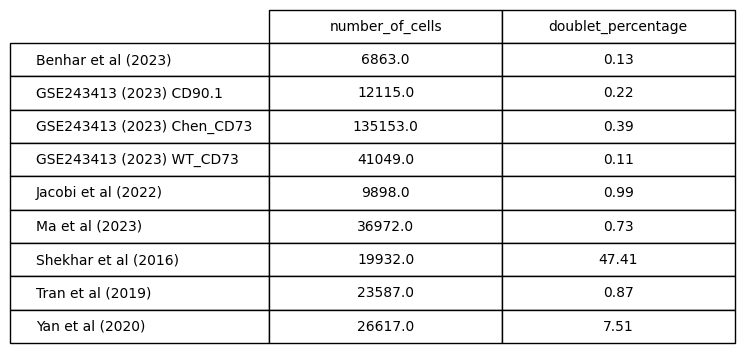 number_of_cells doublet_percentage
Benhar et al (2023) 6863.0 0.13
GSE243413 (2023) CD90.1 12115.0 0.22
GSE243413 (2023) Chen_CD73 135153.0 0.39
GSE243413 (2023) WT_CD73 41049.0 0.11
Jacobi et al (2022) 9898.0 0.99
Ma et al (2023) 36972.0 0.73
Shekhar et al (2016) 19932.0 47.41
Tran et al (2019) 23587.0 0.87
Yan et al (2020) 26617.0 7.51